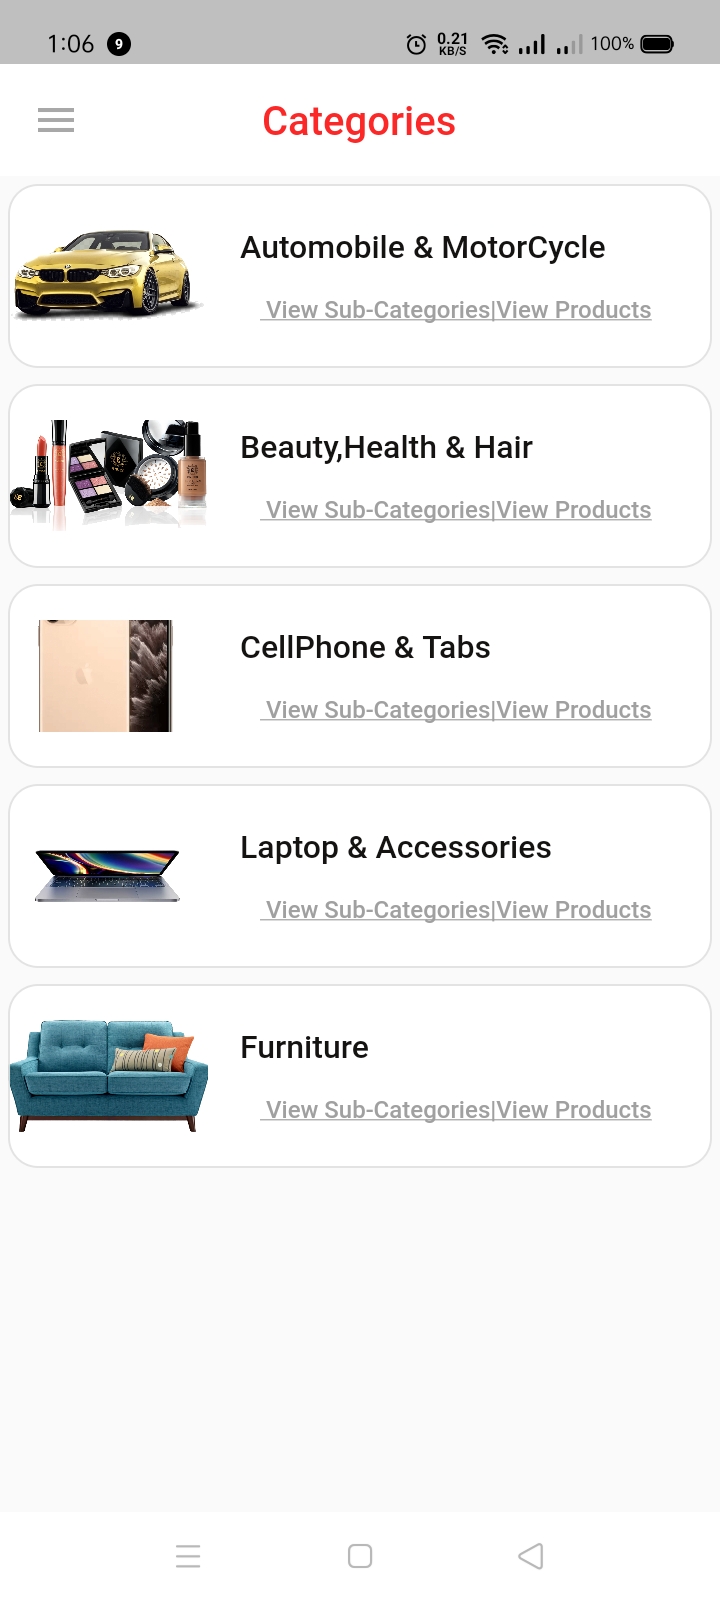 1:06 9 0.21 KB/S 100%
Categories
Automobile & MotorCycle
View Sub-Categories|View Products
Beauty,Health & Hair
View Sub-Categories|View Products
CellPhone & Tabs
View Sub-Categories|View Products
Laptop & Accessories
View Sub-Categories|View Products
Furniture
View Sub-Categories|View Products